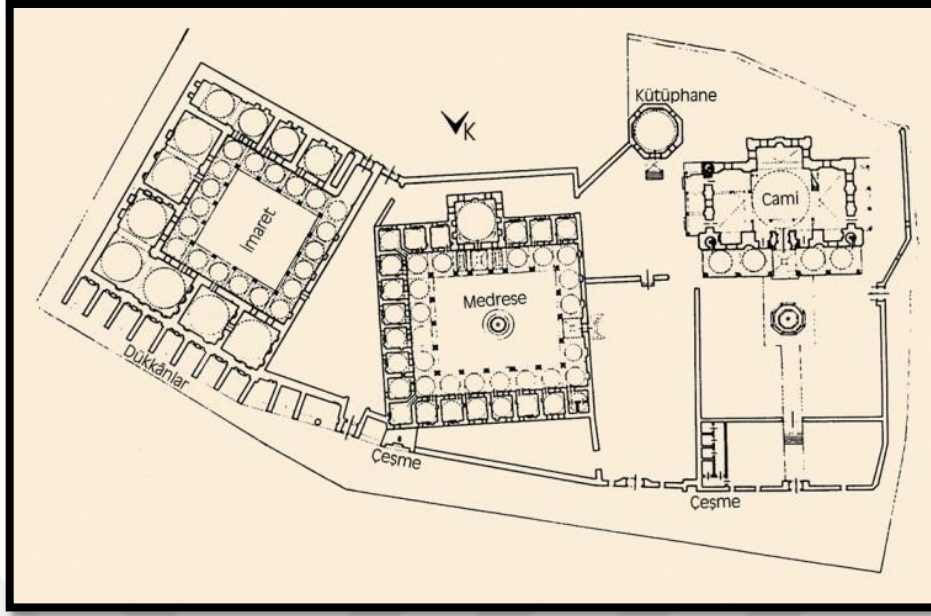 Kütüphane
K
Cami
İmaret
Medrese
Dükkânlar
Çeşme
Çeşme